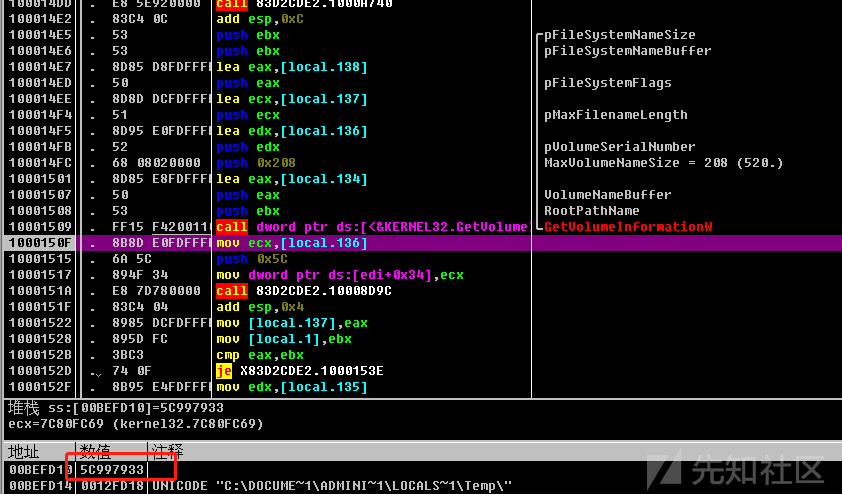 100014DD . E8 5E920000 call 83D2CDE2.1000A740
100014E2 . 83C4 0C add esp,0xC
100014E5 . 53 push ebx pFileSystemNameSize
100014E6 . 53 push ebx pFileSystemNameBuffer
100014E7 . 8D85 D8FDFFFF lea eax,[local.138]
100014ED . 50 push eax pFileSystemFlags
100014EE . 8D8D DCFDFFFF lea ecx,[local.137]
100014F4 . 51 push ecx pMaxFilenameLength
100014F5 . 8D95 E0FDFFFF lea edx,[local.136]
100014FB . 52 push edx pVolumeSerialNumber
100014FC . 68 08020000 push 0x208 MaxVolumeNameSize = 208 (520.)
10001501 . 8D85 E8FDFFFF lea eax,[local.134]
10001507 . 50 push eax VolumeNameBuffer
10001508 . 53 push ebx RootPathName
10001509 . FF15 F4200110 call dword ptr ds:[<&KERNEL32.GetVolume GetVolumeInformationW
1000150F . 8B8D E0FDFFFF mov ecx,[local.136]
10001515 . 6A 5C push 0x5C
10001517 . 894F 34 mov dword ptr ds:[edi+0x34],ecx
1000151A . E8 7D780000 call 83D2CDE2.10008D9C
1000151F . 83C4 04 add esp,0x4
10001522 . 8985 DCFDFFFF mov [local.137],eax
10001528 . 895D FC mov [local.1],ebx
1000152B . 3BC3 cmp eax,ebx
1000152D . 74 0F je X83D2CDE2.1000153E
1000152F . 8B95 E4FDFFFF mov edx,[local.135]
堆栈 ss:[00BEFD10]=5C997933
ecx=7C80FC69 (kernel32.7C80FC69)
地址 数值 注释
00BEFD10 5C997933
00BEFD14 0012FD18 UNICODE "C:\DOCUME~1\ADMINI~1\LOCALS~1\Temp\"
先知社区